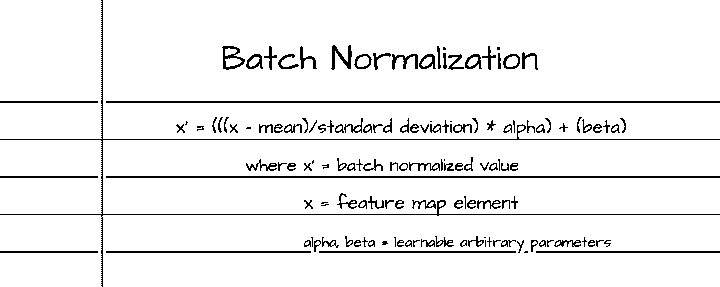 Batch Normalization
x' = (((x - mean)/standard deviation) * alpha) + (beta)
where x' = batch normalized value
x = feature map element
alpha, beta = learnable arbitrary parameters